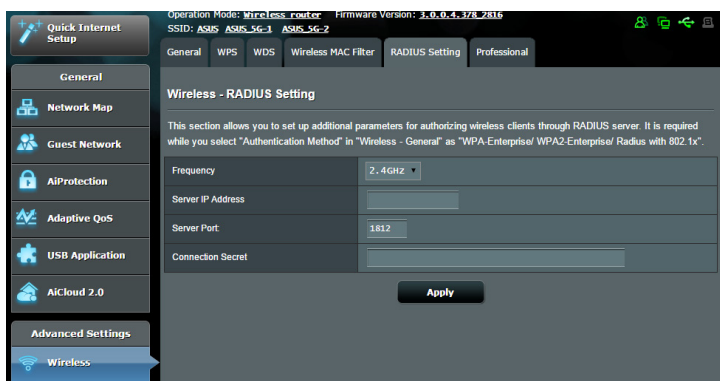 Operation Mode: Wireless router Firmware Version: 3.0.0.4.378_2816
SSID: ASUS ASUS_5G-1 ASUS_5G-2
Quick Internet
Setup
General
WPS
WDS
Wireless MAC Filter
RADIUS Setting
Professional
General
Network Map
Guest Network
AiProtection
Adaptive QoS
USB Application
AiCloud 2.0
Advanced Settings
Wireless
Wireless - RADIUS Setting
This section allows you to set up additional parameters for authorizing wireless clients through RADIUS server. It is required
while you select "Authentication Method" in "Wireless - General" as "WPA-Enterprise/ WPA2-Enterprise/ Radius with 802.1x".
Frequency
2.4GHz
Server IP Address
Server Port:
1812
Connection Secret
Apply